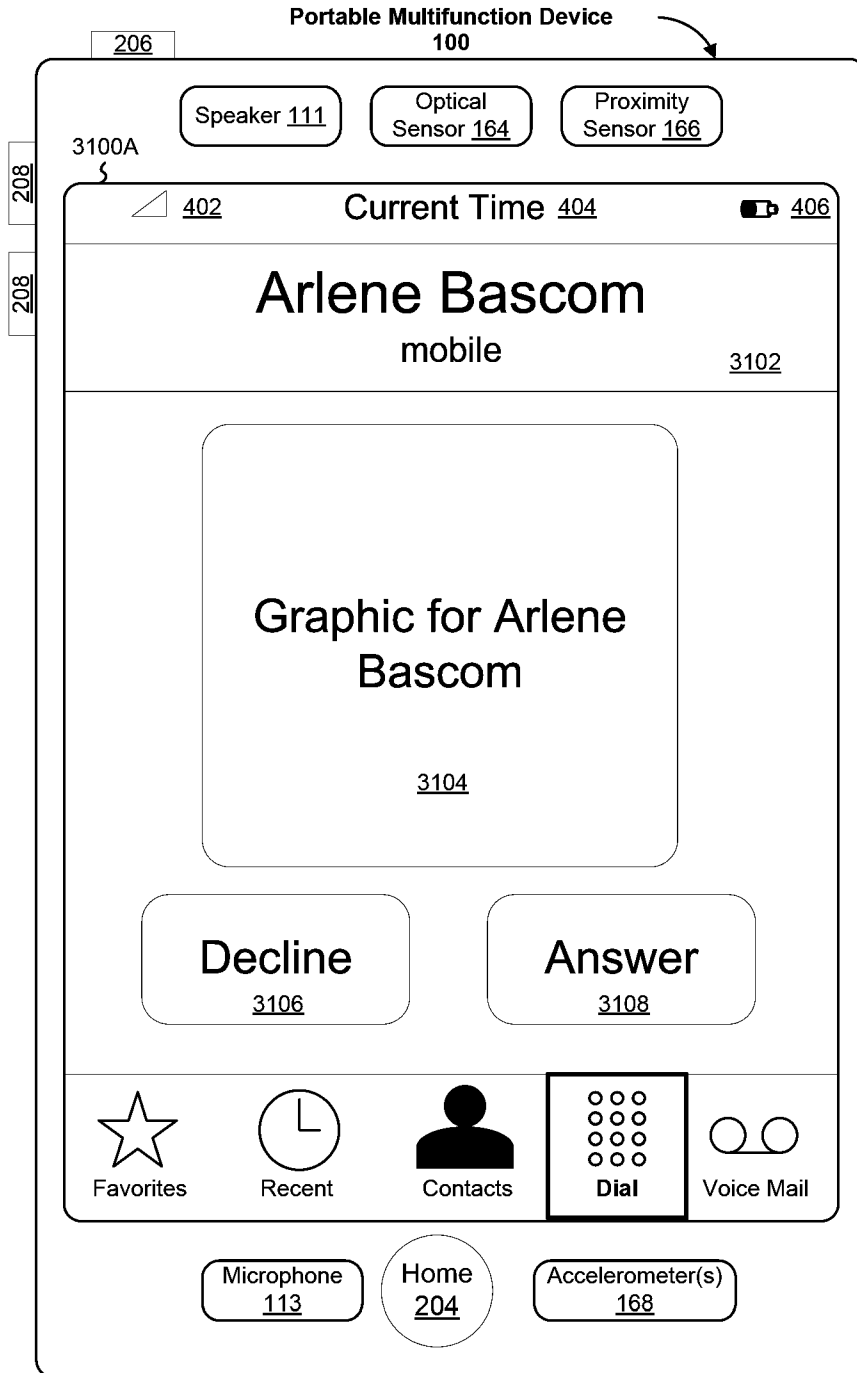 Portable Multifunction Device
100
206
Speaker 111
Optical
Sensor 164
Proximity
Sensor 166
3100A
208
208
402
Current Time 404
406
Arlene Bascom
mobile
3102
Graphic for Arlene
Bascom
3104
Decline
3106
Answer
3108
Favorites
Recent
Contacts
Dial
Voice Mail
Microphone
113
Home
204
Accelerometer(s)
168